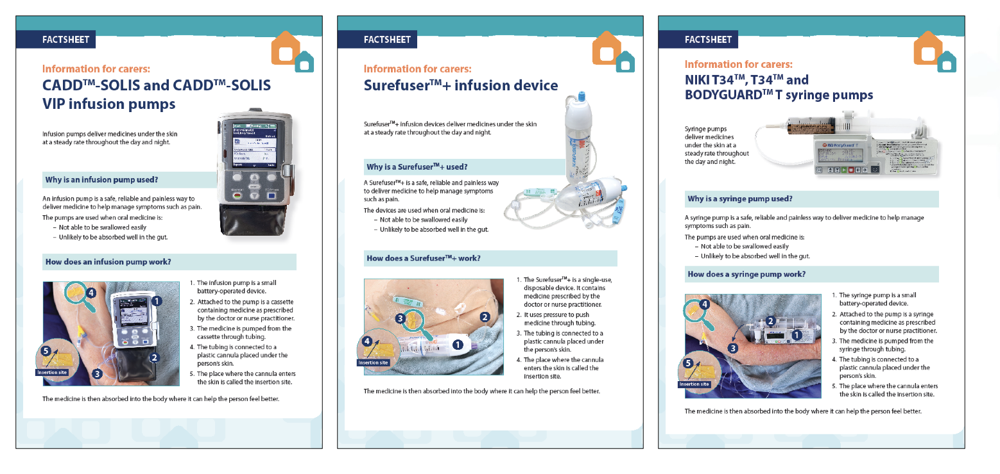 FACTSHEET
Information for carers:
CADD™-SOLIS and CADD™-SOLIS
VIP infusion pumps
Infusion pumps deliver medicines under the skin
at a steady rate throughout the day and night.
Why is an infusion pump used?
An infusion pump is a safe, reliable and painless way to
deliver medicine to help manage symptoms such as pain.
The pumps are used when oral medicine is:
– Not able to be swallowed easily
– Unlikely to be absorbed well in the gut.
How does an infusion pump work?
1
2
3
4
5
Insertion site
1. The infusion pump is a small
battery-operated device.
2. Attached to the pump is a cassette
containing medicine as prescribed
by the doctor or nurse practitioner.
3. The medicine is pumped from the
cassette through tubing.
4. The tubing is connected to a
plastic cannula placed under the
person's skin.
5. The place where the cannula enters
the skin is called the insertion site.
The medicine is then absorbed into the body where it can help the person feel better.
FACTSHEET
Information for carers:
Surefuser™+ infusion device
Surefuser™+ infusion devices deliver medicines under the skin
at a steady rate throughout the day and night.
SUREFUSER
100
50
Why is a Surefuser™+ used?
A Surefuser™+ is a safe, reliable and painless way
to deliver medicine to help manage symptoms
such as pain.
The devices are used when oral medicine is:
– Not able to be swallowed easily
– Unlikely to be absorbed well in the gut.
How does a Surefuser™+ work?
1
2
3
4
Insertion site
1. The Surefuser™+ is a single-use,
disposable device. It contains
medicine prescribed by the
doctor or nurse practitioner.
2. It uses pressure to push
medicine through tubing.
3. The tubing is connected to a
plastic cannula placed under
the person's skin.
4. The place where the cannula
enters the skin is called the
insertion site.
The medicine is then absorbed into the body where it can help the person feel better.
FACTSHEET
Information for carers:
NIKI T34™, T34™ and
BODYGUARD™ T syringe pumps
Syringe pumps
deliver medicines
under the skin at a
steady rate throughout
the day and night.
BD BodyGuard T
Why is a syringe pump used?
A syringe pump is a safe, reliable and painless way to deliver medicine to help manage
symptoms such as pain.
The pumps are used when oral medicine is:
– Not able to be swallowed easily
– Unlikely to be absorbed well in the gut.
How does a syringe pump work?
1
2
3
4
5
Insertion site
1. The syringe pump is a small
battery-operated device.
2. Attached to the pump is a syringe
containing medicine as prescribed
by the doctor or nurse practitioner.
3. The medicine is pumped from the
syringe through tubing.
4. The tubing is connected to a
plastic cannula placed under the
person's skin.
5. The place where the cannula enters
the skin is called the insertion site.
The medicine is then absorbed into the body where it can help the person feel better.